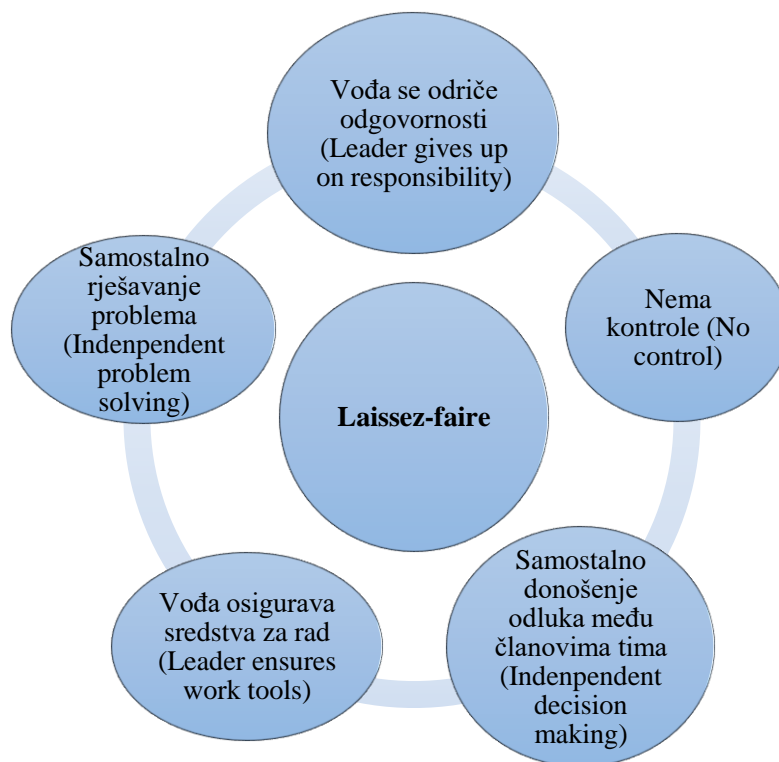 Vođa se odriče
odgovornosti
(Leader gives up
on responsibility)
Nema
kontrole (No
control)
Samostalno
donošenje
odluka među
članovima tima
(Indenpendent
decision
making)
Vođa osigurava
sredstva za rad
(Leader ensures
work tools)
Samostalno
rješavanje
problema
(Indenpendent
problem
solving)
Laissez-faire